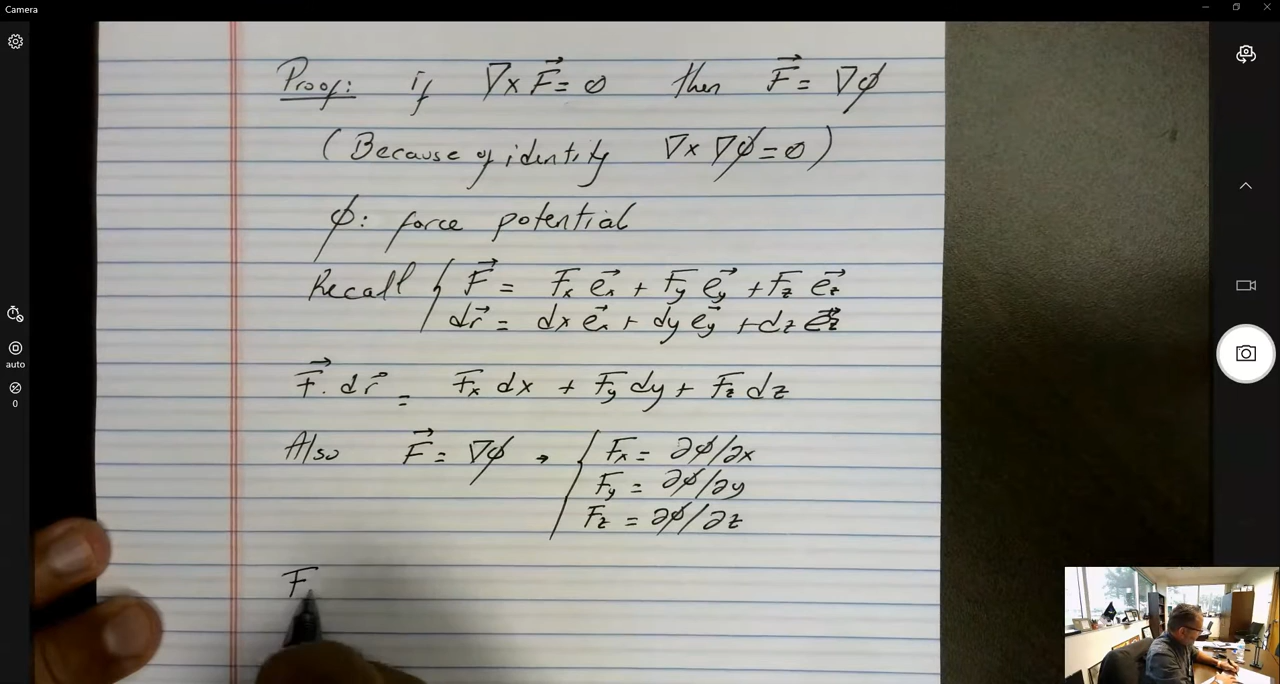 Camera
Proof: if ∇x F⃗ = 0 then F⃗ = ∇φ
(Because of identity ∇x ∇φ = 0)
φ: force potential
Recall { F⃗ = Fx e⃗x + Fy e⃗y + Fz e⃗z
dr⃗ = dx e⃗x + dy e⃗y + dz e⃗z
F⃗. dr⃗ = Fx dx + Fy dy + Fz dz
Also F⃗ = ∇φ → { Fx = ∂φ/∂x
Fy = ∂φ/∂y
Fz = ∂φ/∂z
auto
0
F